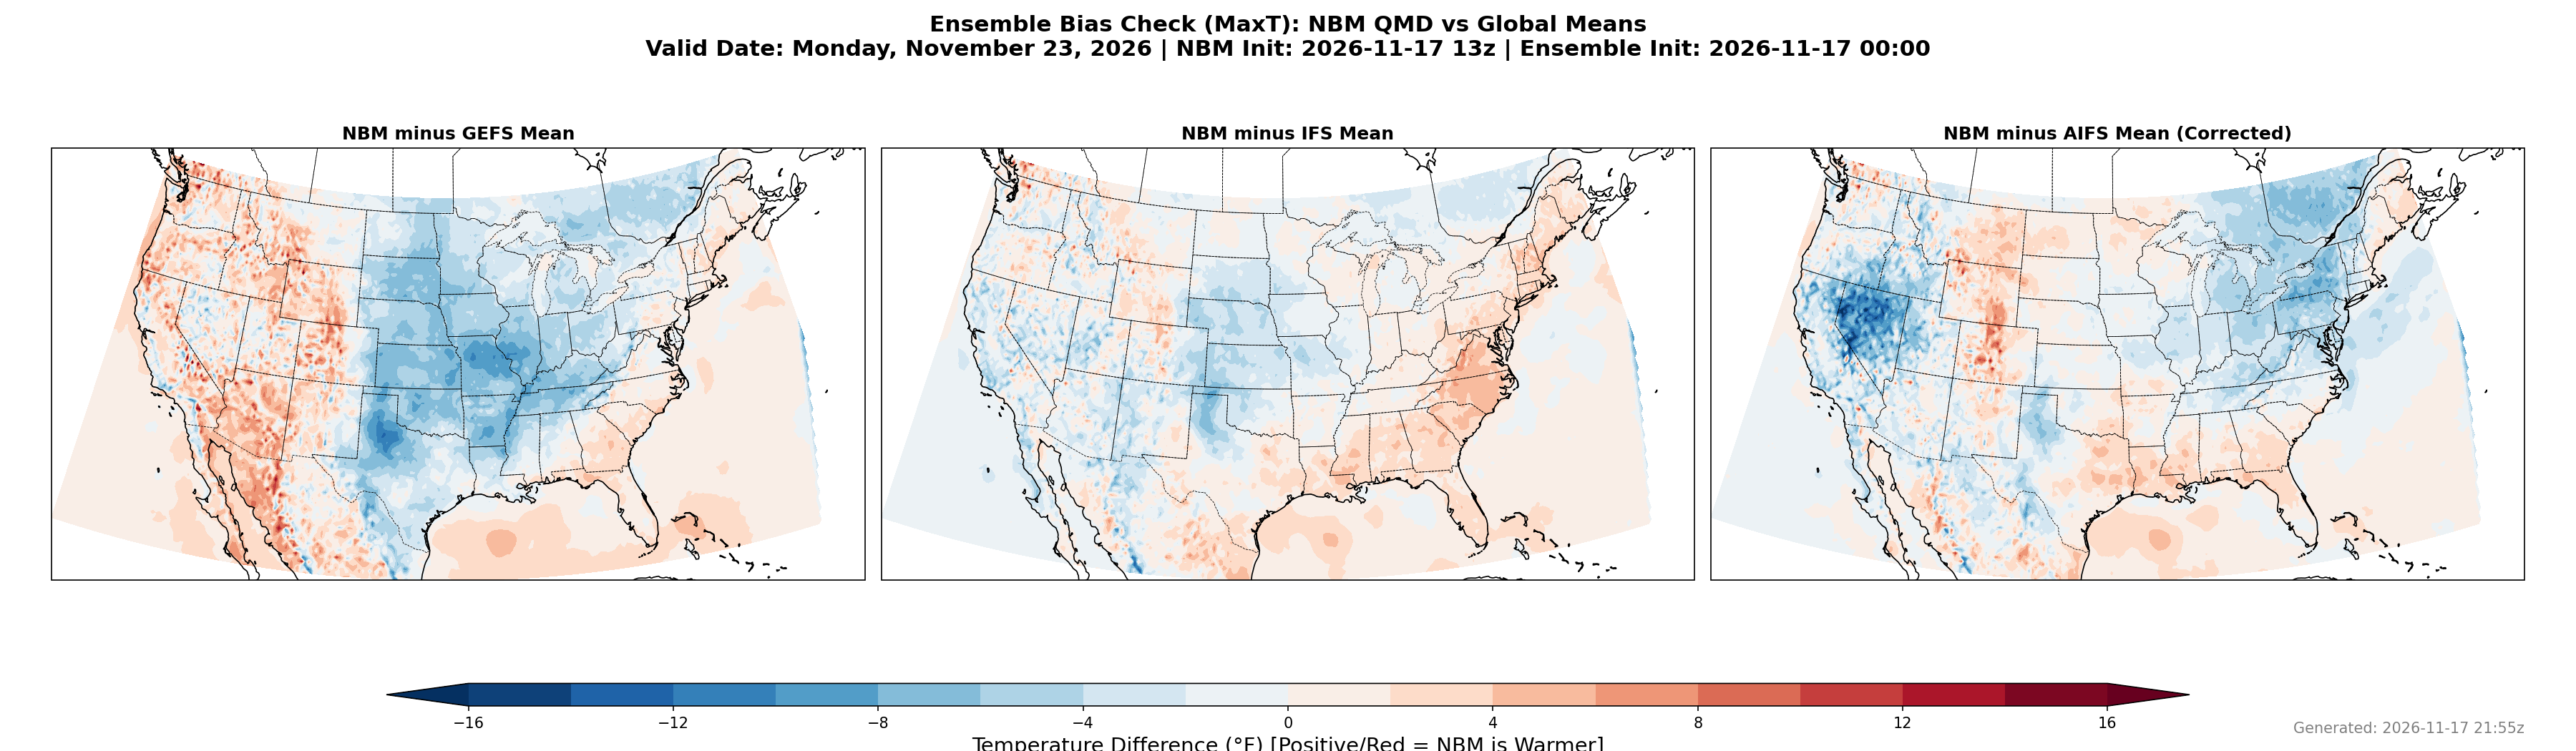 Ensemble Bias Check (MaxT): NBM QMD vs Global Means
Valid Date: Monday, November 23, 2026 | NBM Init: 2026-11-17 13z | Ensemble Init: 2026-11-17 00:00
NBM minus GEFS Mean
NBM minus IFS Mean
NBM minus AIFS Mean (Corrected)
−16 −12 −8 −4 0 4 8 12 16
Generated: 2026-11-17 21:55z
Temperature Difference (°F) [Positive/Red = NBM is Warmer]